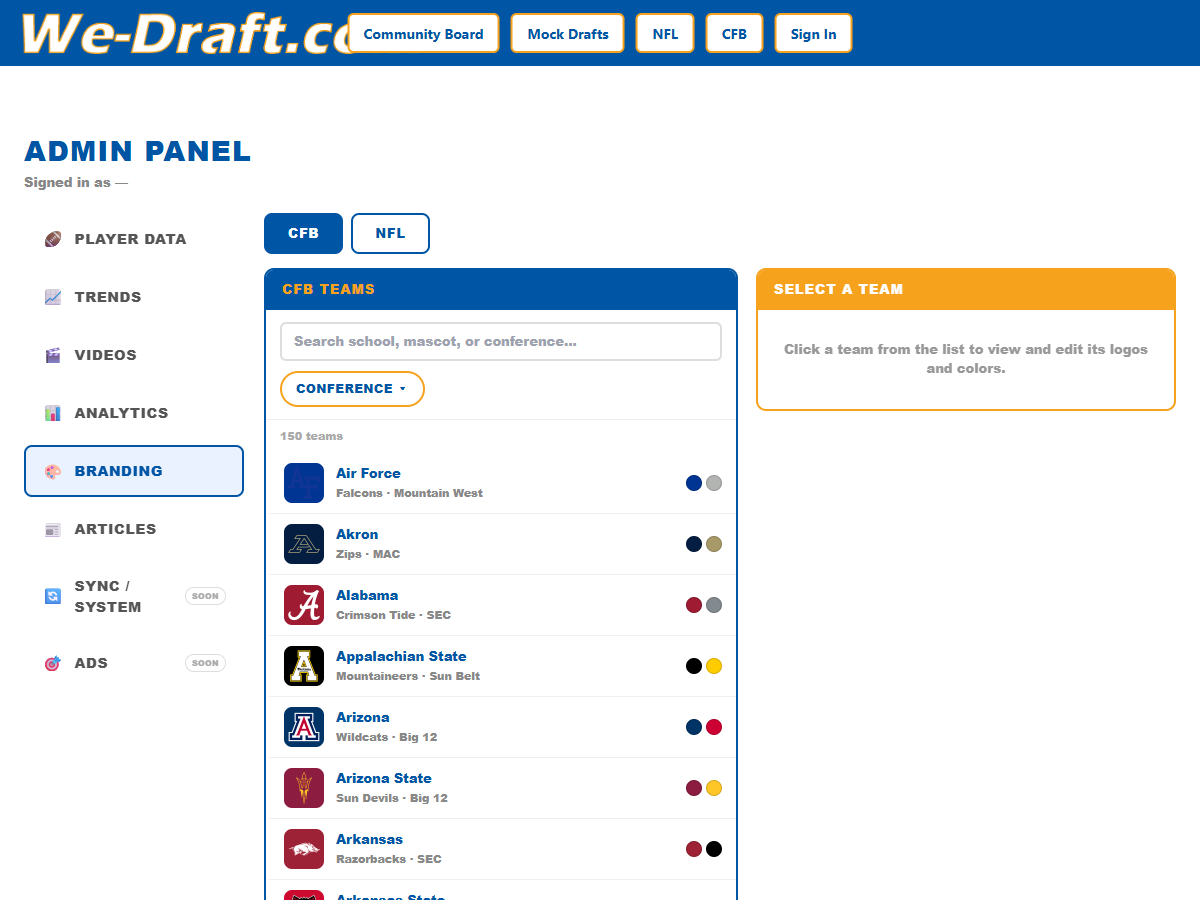 We-Draft.co
Community Board
Mock Drafts
NFL
CFB
Sign In
ADMIN PANEL
Signed in as —
PLAYER DATA
TRENDS
VIDEOS
ANALYTICS
BRANDING
ARTICLES
SYNC /
SYSTEM
SOON
ADS
SOON
CFB
NFL
CFB TEAMS
Search school, mascot, or conference...
CONFERENCE
150 teams
Air Force
Falcons · Mountain West
Akron
Zips · MAC
Alabama
Crimson Tide · SEC
Appalachian State
Mountaineers · Sun Belt
Arizona
Wildcats · Big 12
Arizona State
Sun Devils · Big 12
Arkansas
Razorbacks · SEC
Arkansas State
SELECT A TEAM
Click a team from the list to view and edit its logos
and colors.